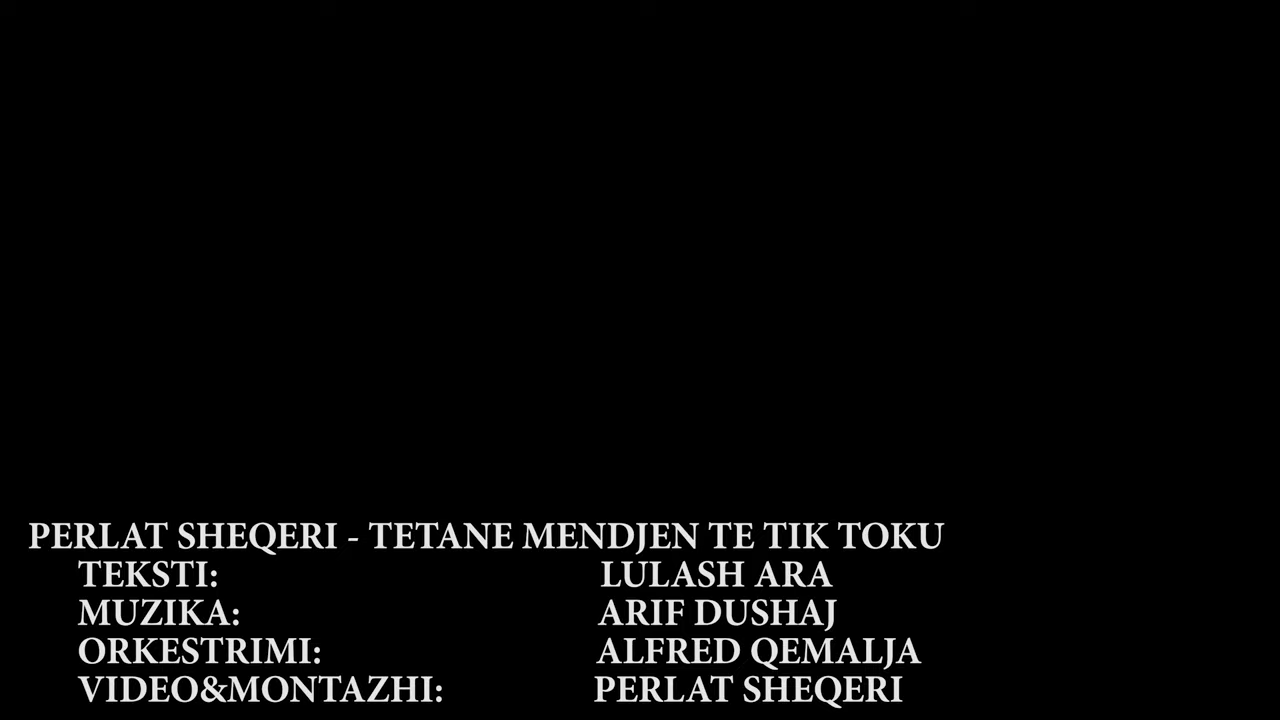 PERLAT SHEQERI - TETANE MENDJEN TE TIK TOKU
TEKSTI: LULASH ARA
MUZIKA: ARIF DUSHAJ
ORKESTRIMI: ALFRED QEMALJA
VIDEO&MONTAZHI: PERLAT SHEQERI